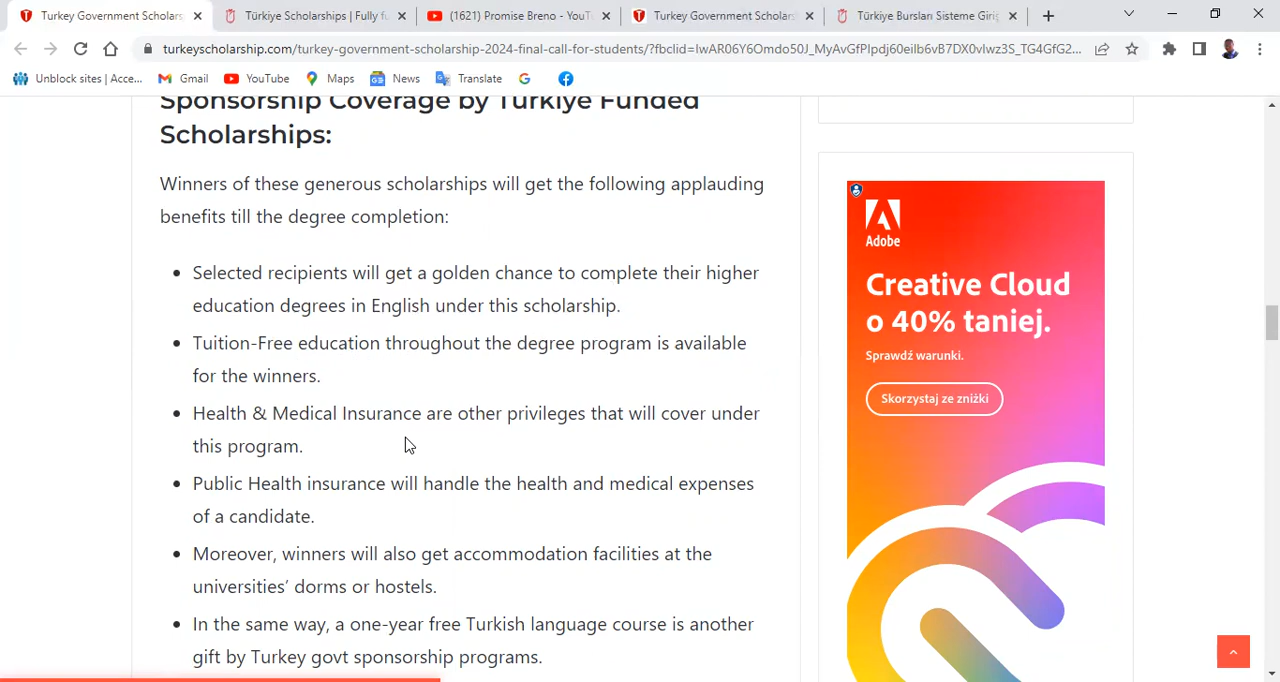 Turkey Government Scholars
Türkiye Scholarships | Fully fu
(1621) Promise Breno - YouT
Turkey Government Scholars
Türkiye Bursları Sisteme Giriş
turkeyscholarship.com/turkey-government-scholarship-2024-final-call-for-students/?fbclid=IwAR06Y6Omdo50J_MyAvGfPIpdj60eilb6vB7DX0vlwz3S_TG4GfG2...
Unblock sites | Acce...
Gmail
YouTube
Maps
News
Translate
Sponsorship Coverage by Türkiye Funded
Scholarships:
Winners of these generous scholarships will get the following applauding
benefits till the degree completion:
• Selected recipients will get a golden chance to complete their higher
education degrees in English under this scholarship.
• Tuition-Free education throughout the degree program is available
for the winners.
• Health & Medical Insurance are other privileges that will cover under
this program.
• Public Health insurance will handle the health and medical expenses
of a candidate.
• Moreover, winners will also get accommodation facilities at the
universities’ dorms or hostels.
• In the same way, a one-year free Turkish language course is another
gift by Turkey govt sponsorship programs.
Adobe
Creative Cloud
o 40% taniej.
Sprawdź warunki.
Skorzystaj ze zniżki